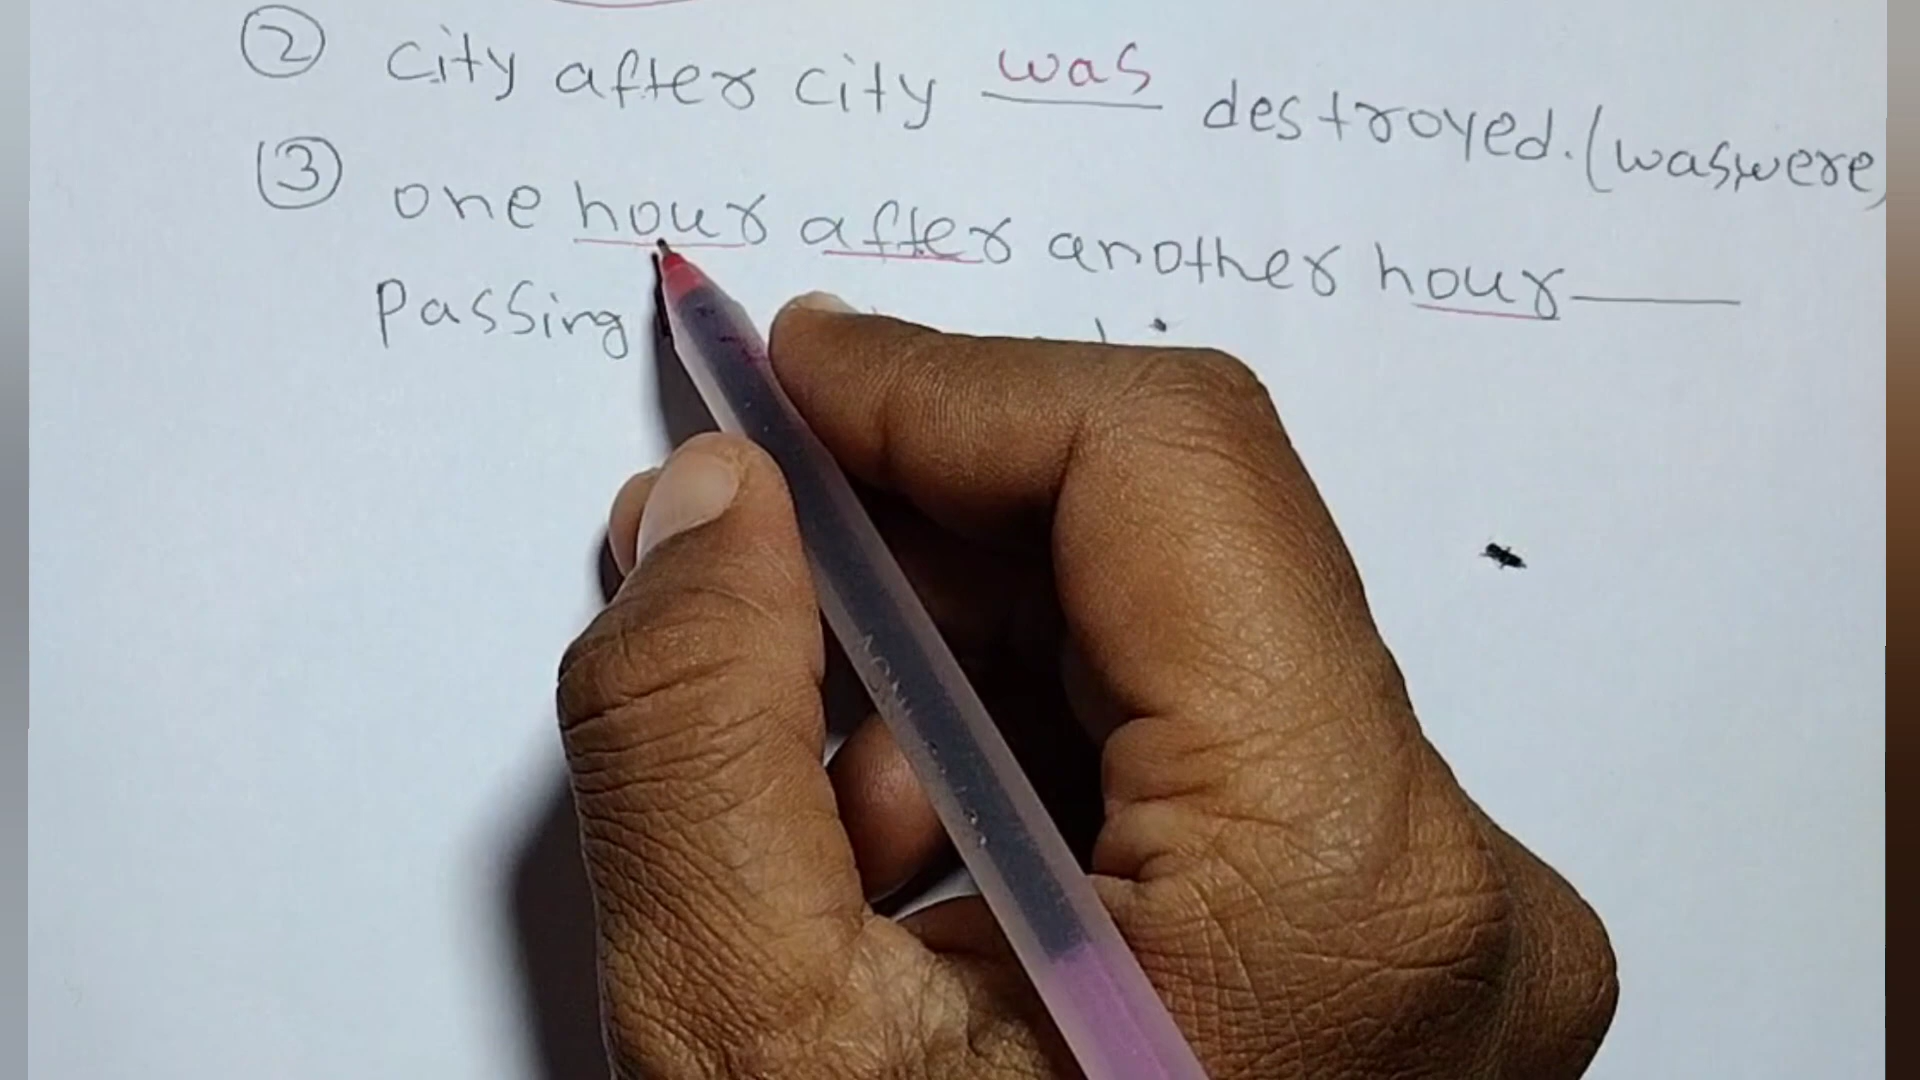 ② city after city was destroyed. (was, were)
③ one hour after another hour ____
Passing